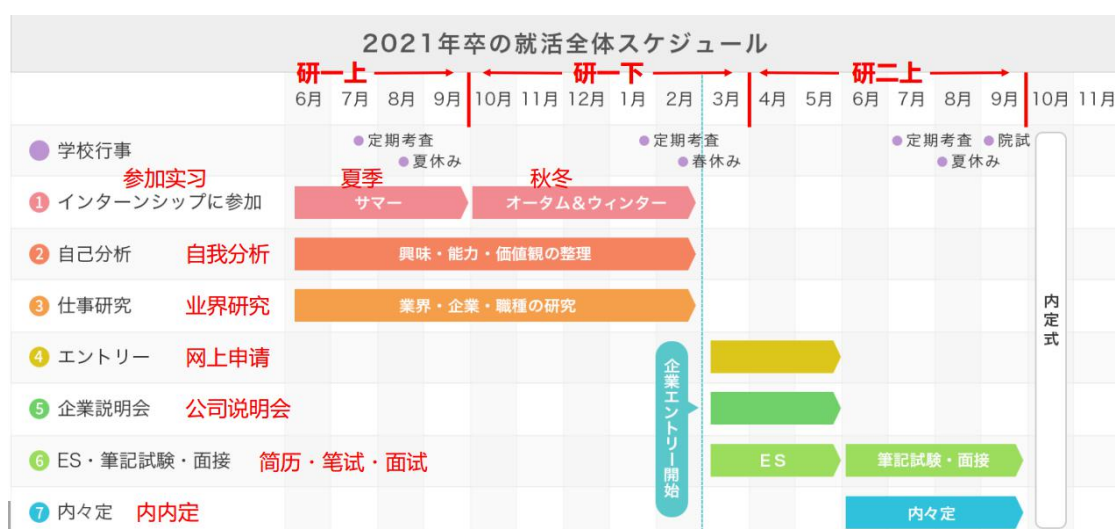 2021年卒の就活全体スケジュール
研一上 研一下 研二上
6月 7月 8月 9月 10月 11月 12月 1月 2月 3月 4月 5月 6月 7月 8月 9月 10月 11月
学校行事 定期考査 定期考査 定期考査 院試
夏休み 春休み 夏休み
参加实习 夏季 秋冬
1 インターンシップに参加 サマー オータム&ウィンター
2 自己分析 自我分析 興味・能力・価値観の整理
3 仕事研究 业界研究 業界・企業・職種の研究
4 エントリー 网上申请
5 企業説明会 公司说明会
6 ES・筆記試験・面接 简历・笔试・面试 ES 筆記試験・面接
7 内々定 内内定 内々定
企業エントリー開始
内定式